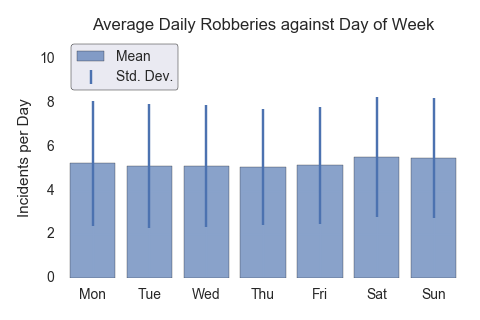 Average Daily Robberies against Day of Week
Mean
Std. Dev.
Incidents per Day
10
8
6
4
2
0
Mon Tue Wed Thu Fri Sat Sun